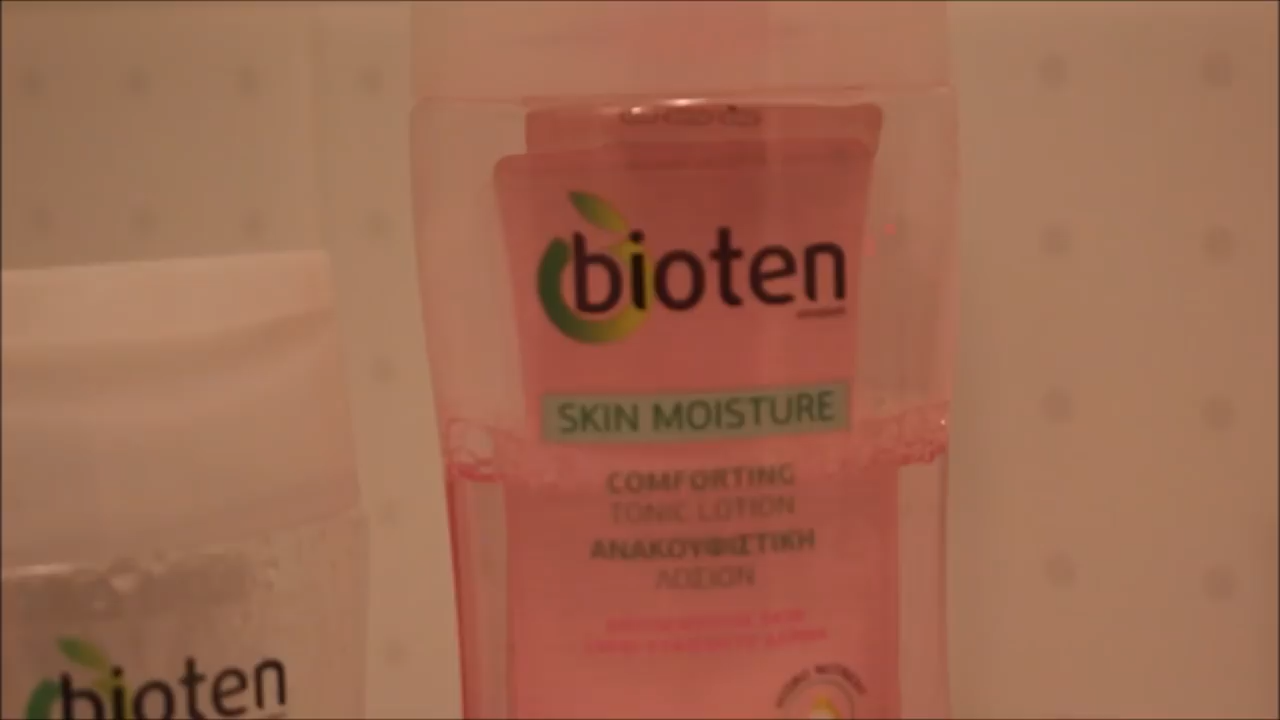 bioten
SKIN MOISTURE
COMFORTING
TONIC LOTION
ΑΝΑΚΟΥΦΙΣΤΙΚΗ
ΛΟΣΙΟΝ
bioten